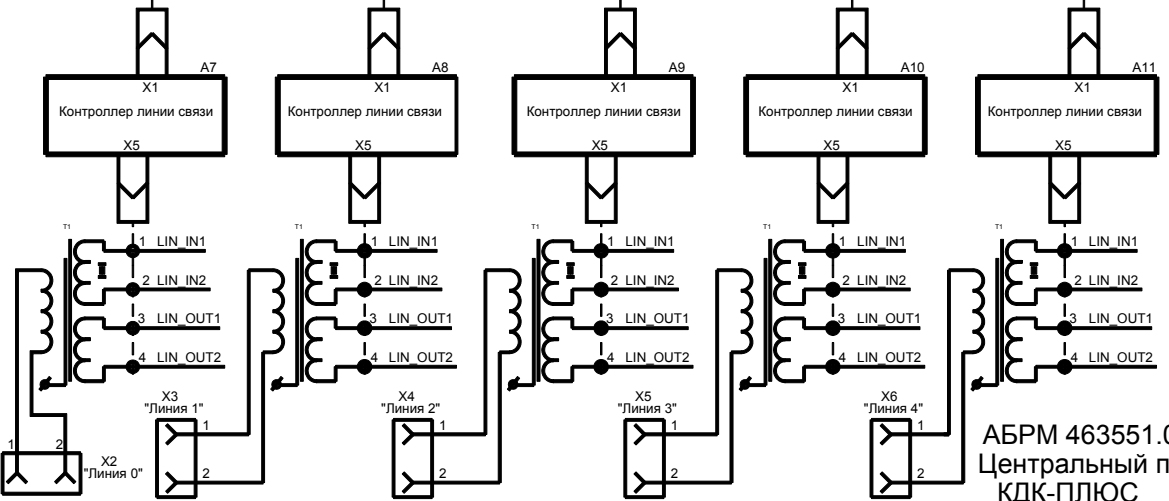 A7 A8 A9 A10 A11
X1 X1 X1 X1 X1
Контроллер линии связи Контроллер линии связи Контроллер линии связи Контроллер линии связи Контроллер линии связи
X5 X5 X5 X5 X5
T1 T1 T1 T1 T1
1 LIN_IN1 1 LIN_IN1 1 LIN_IN1 1 LIN_IN1 1 LIN_IN1
2 LIN_IN2 2 LIN_IN2 2 LIN_IN2 2 LIN_IN2 2 LIN_IN2
3 LIN_OUT1 3 LIN_OUT1 3 LIN_OUT1 3 LIN_OUT1 3 LIN_OUT1
4 LIN_OUT2 4 LIN_OUT2 4 LIN_OUT2 4 LIN_OUT2 4 LIN_OUT2
X3 X4 X5 X6
"Линия 1" "Линия 2" "Линия 3" "Линия 4"
1 1 1 1
1 2
X2
"Линия 0"
2 2 2 2
АБРМ 463551.0
Центральный п
КДК-ПЛЮС